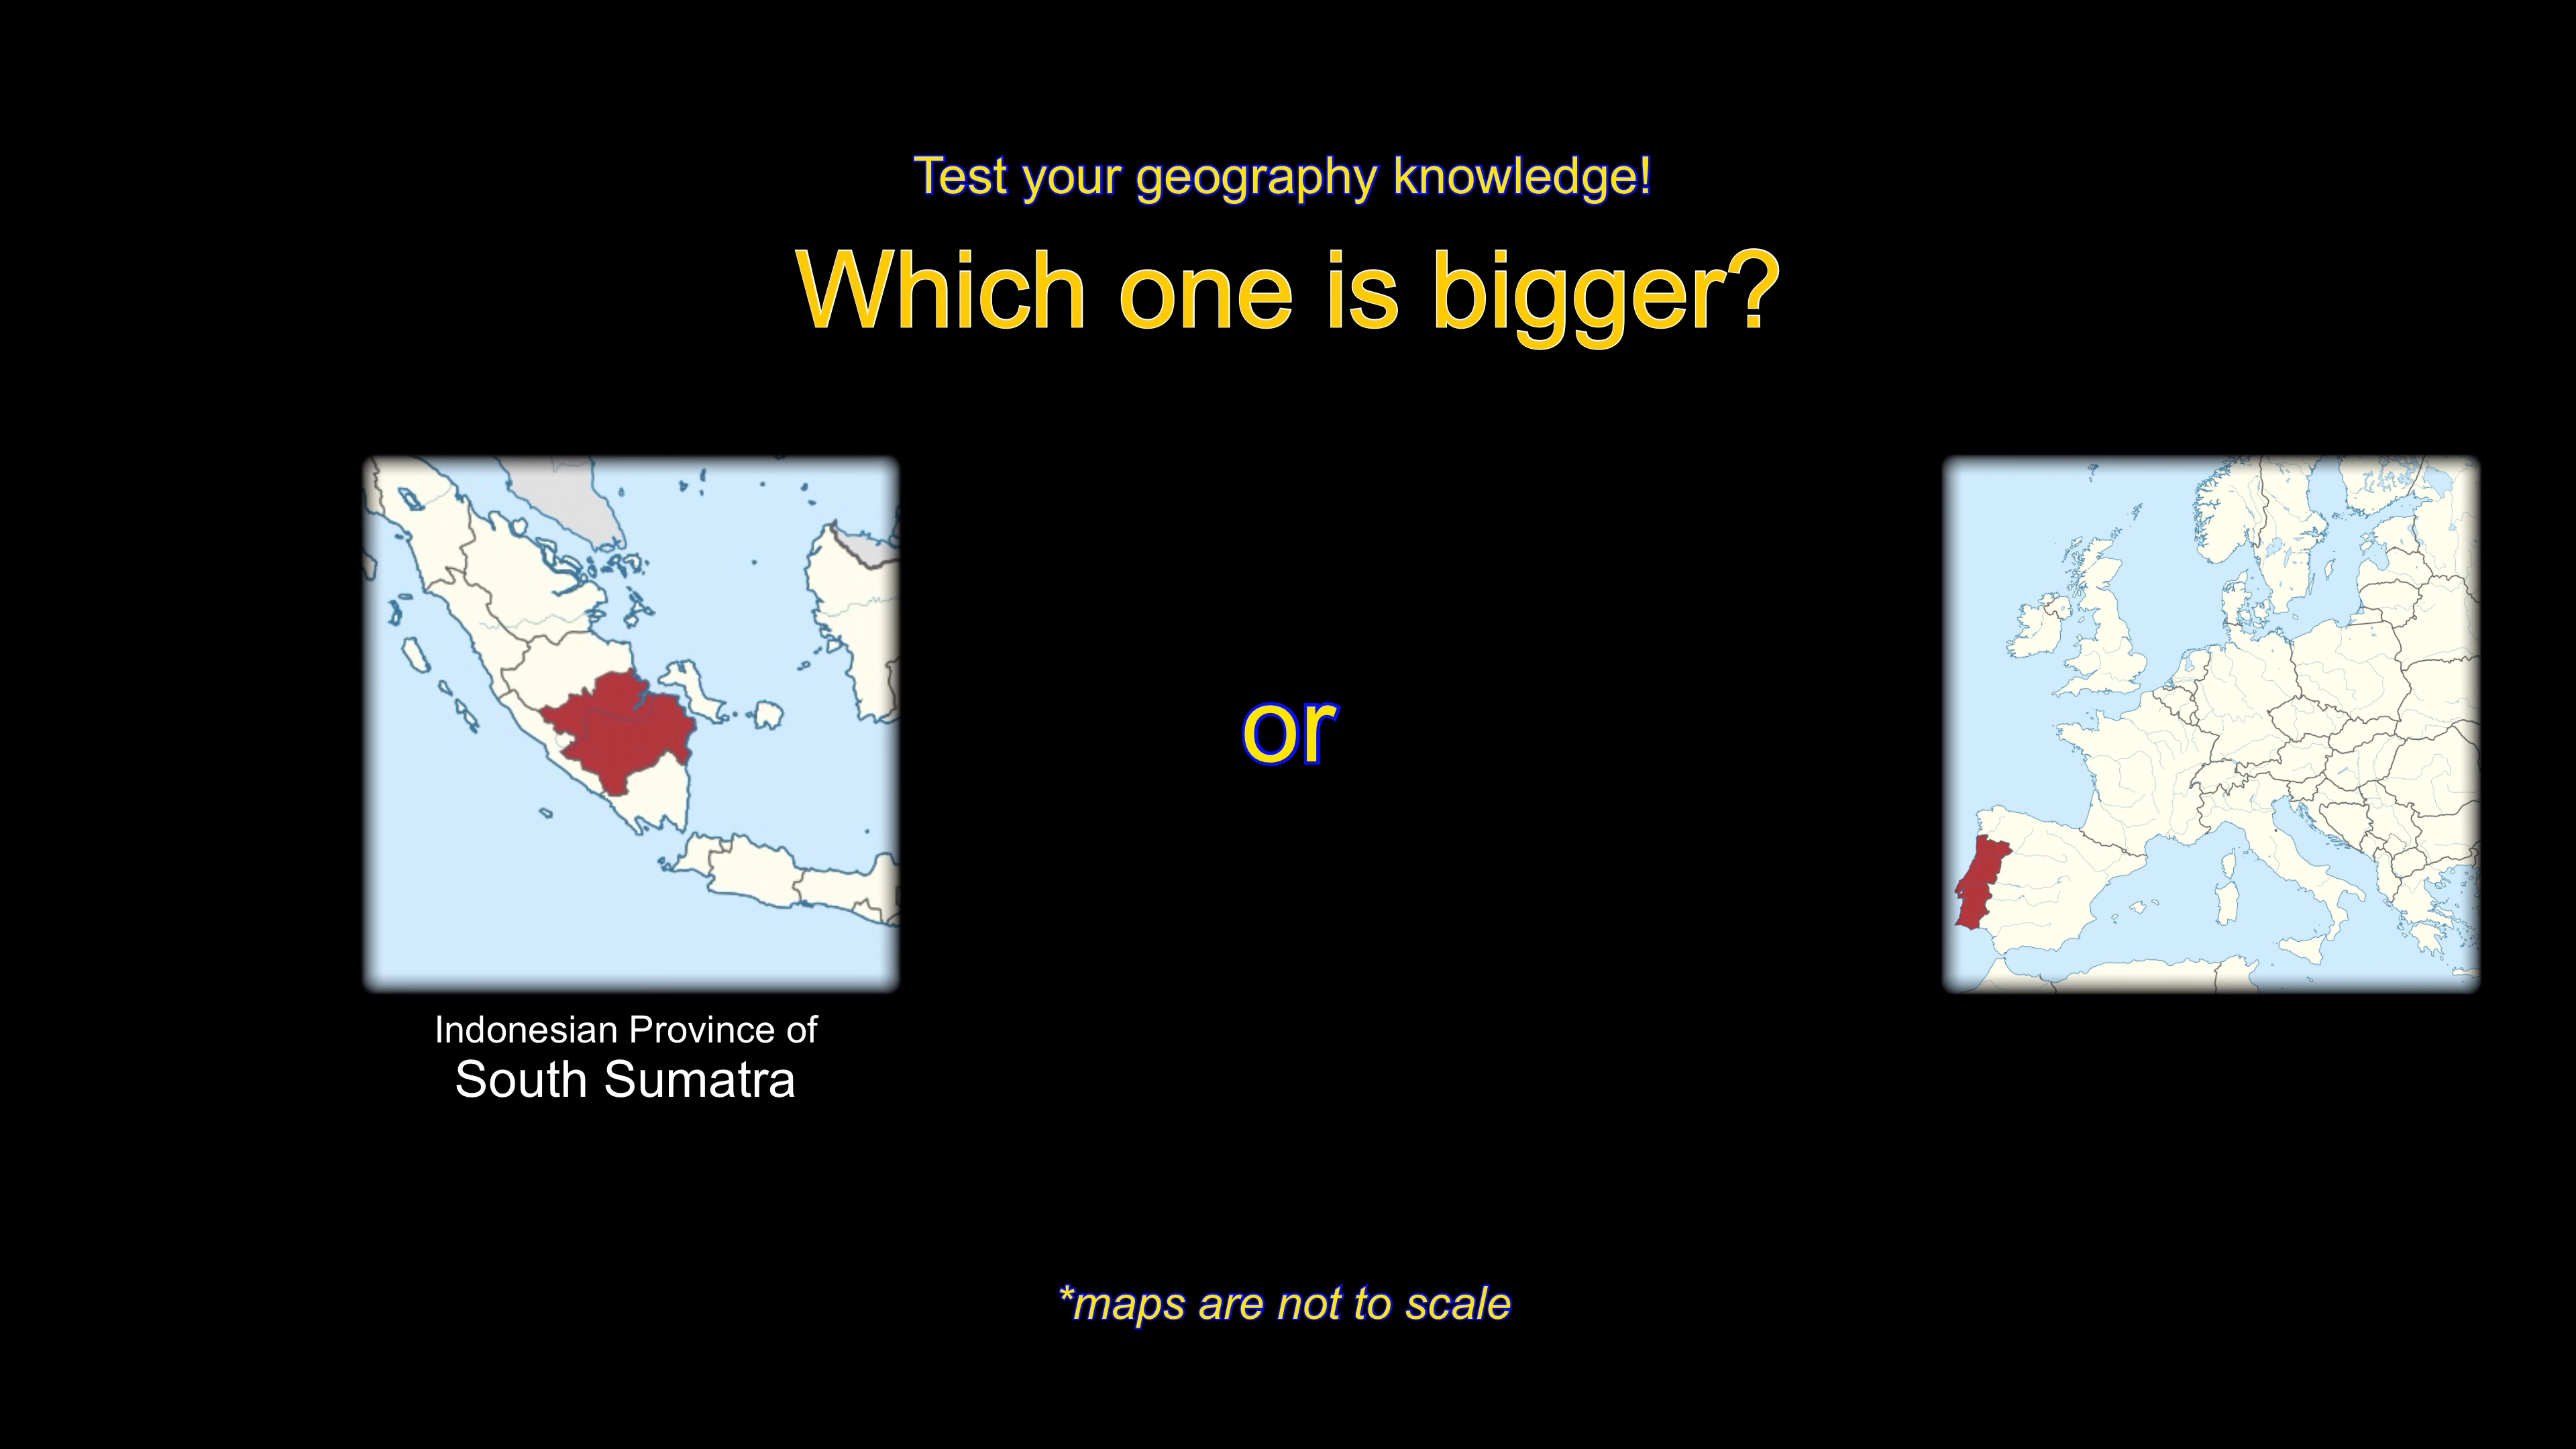 Test your geography knowledge!
Which one is bigger?
or
Indonesian Province of
South Sumatra
*maps are not to scale